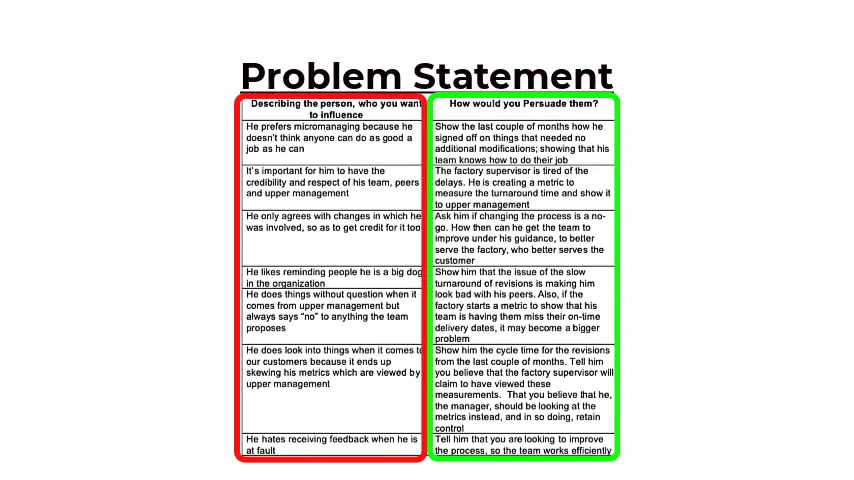 Problem Statement
Describing the person, who you want
to influence
How would you Persuade them?
He prefers micromanaging because he
doesn't think anyone can do as good a
job as he can
Show the last couple of months how he
signed off on things that needed no
additional modifications; showing that his
team knows how to do their job
It's important for him to have the
credibility and respect of his team, peers
and upper management
The factory supervisor is tired of the
delays. He is creating a metric to
measure the turnaround time and show it
to upper management
He only agrees with changes in which he
was involved, so as to get credit for it too
Ask him if changing the process is a no-
go. How then can he get the team to
improve under his guidance, to better
serve the factory, who better serves the
customer
He likes reminding people he is a big dog
in the organization
He does things without question when it
comes from upper management but
always says “no” to anything the team
proposes
Show him that the issue of the slow
turnaround of revisions is making him
look bad with his peers. Also, if the
factory starts a metric to show that his
team is having them miss their on-time
delivery dates, it may become a bigger
problem
He does look into things when it comes to
our customers because it ends up
skewing his metrics which are viewed by
upper management
Show him the cycle time for the revisions
from the last couple of months. Tell him
you believe that the factory supervisor will
claim to have viewed these
measurements. That you believe that he,
the manager, should be looking at the
metrics instead, and in so doing, retain
control
He hates receiving feedback when he is
at fault
Tell him that you are looking to improve
the process, so the team works efficiently